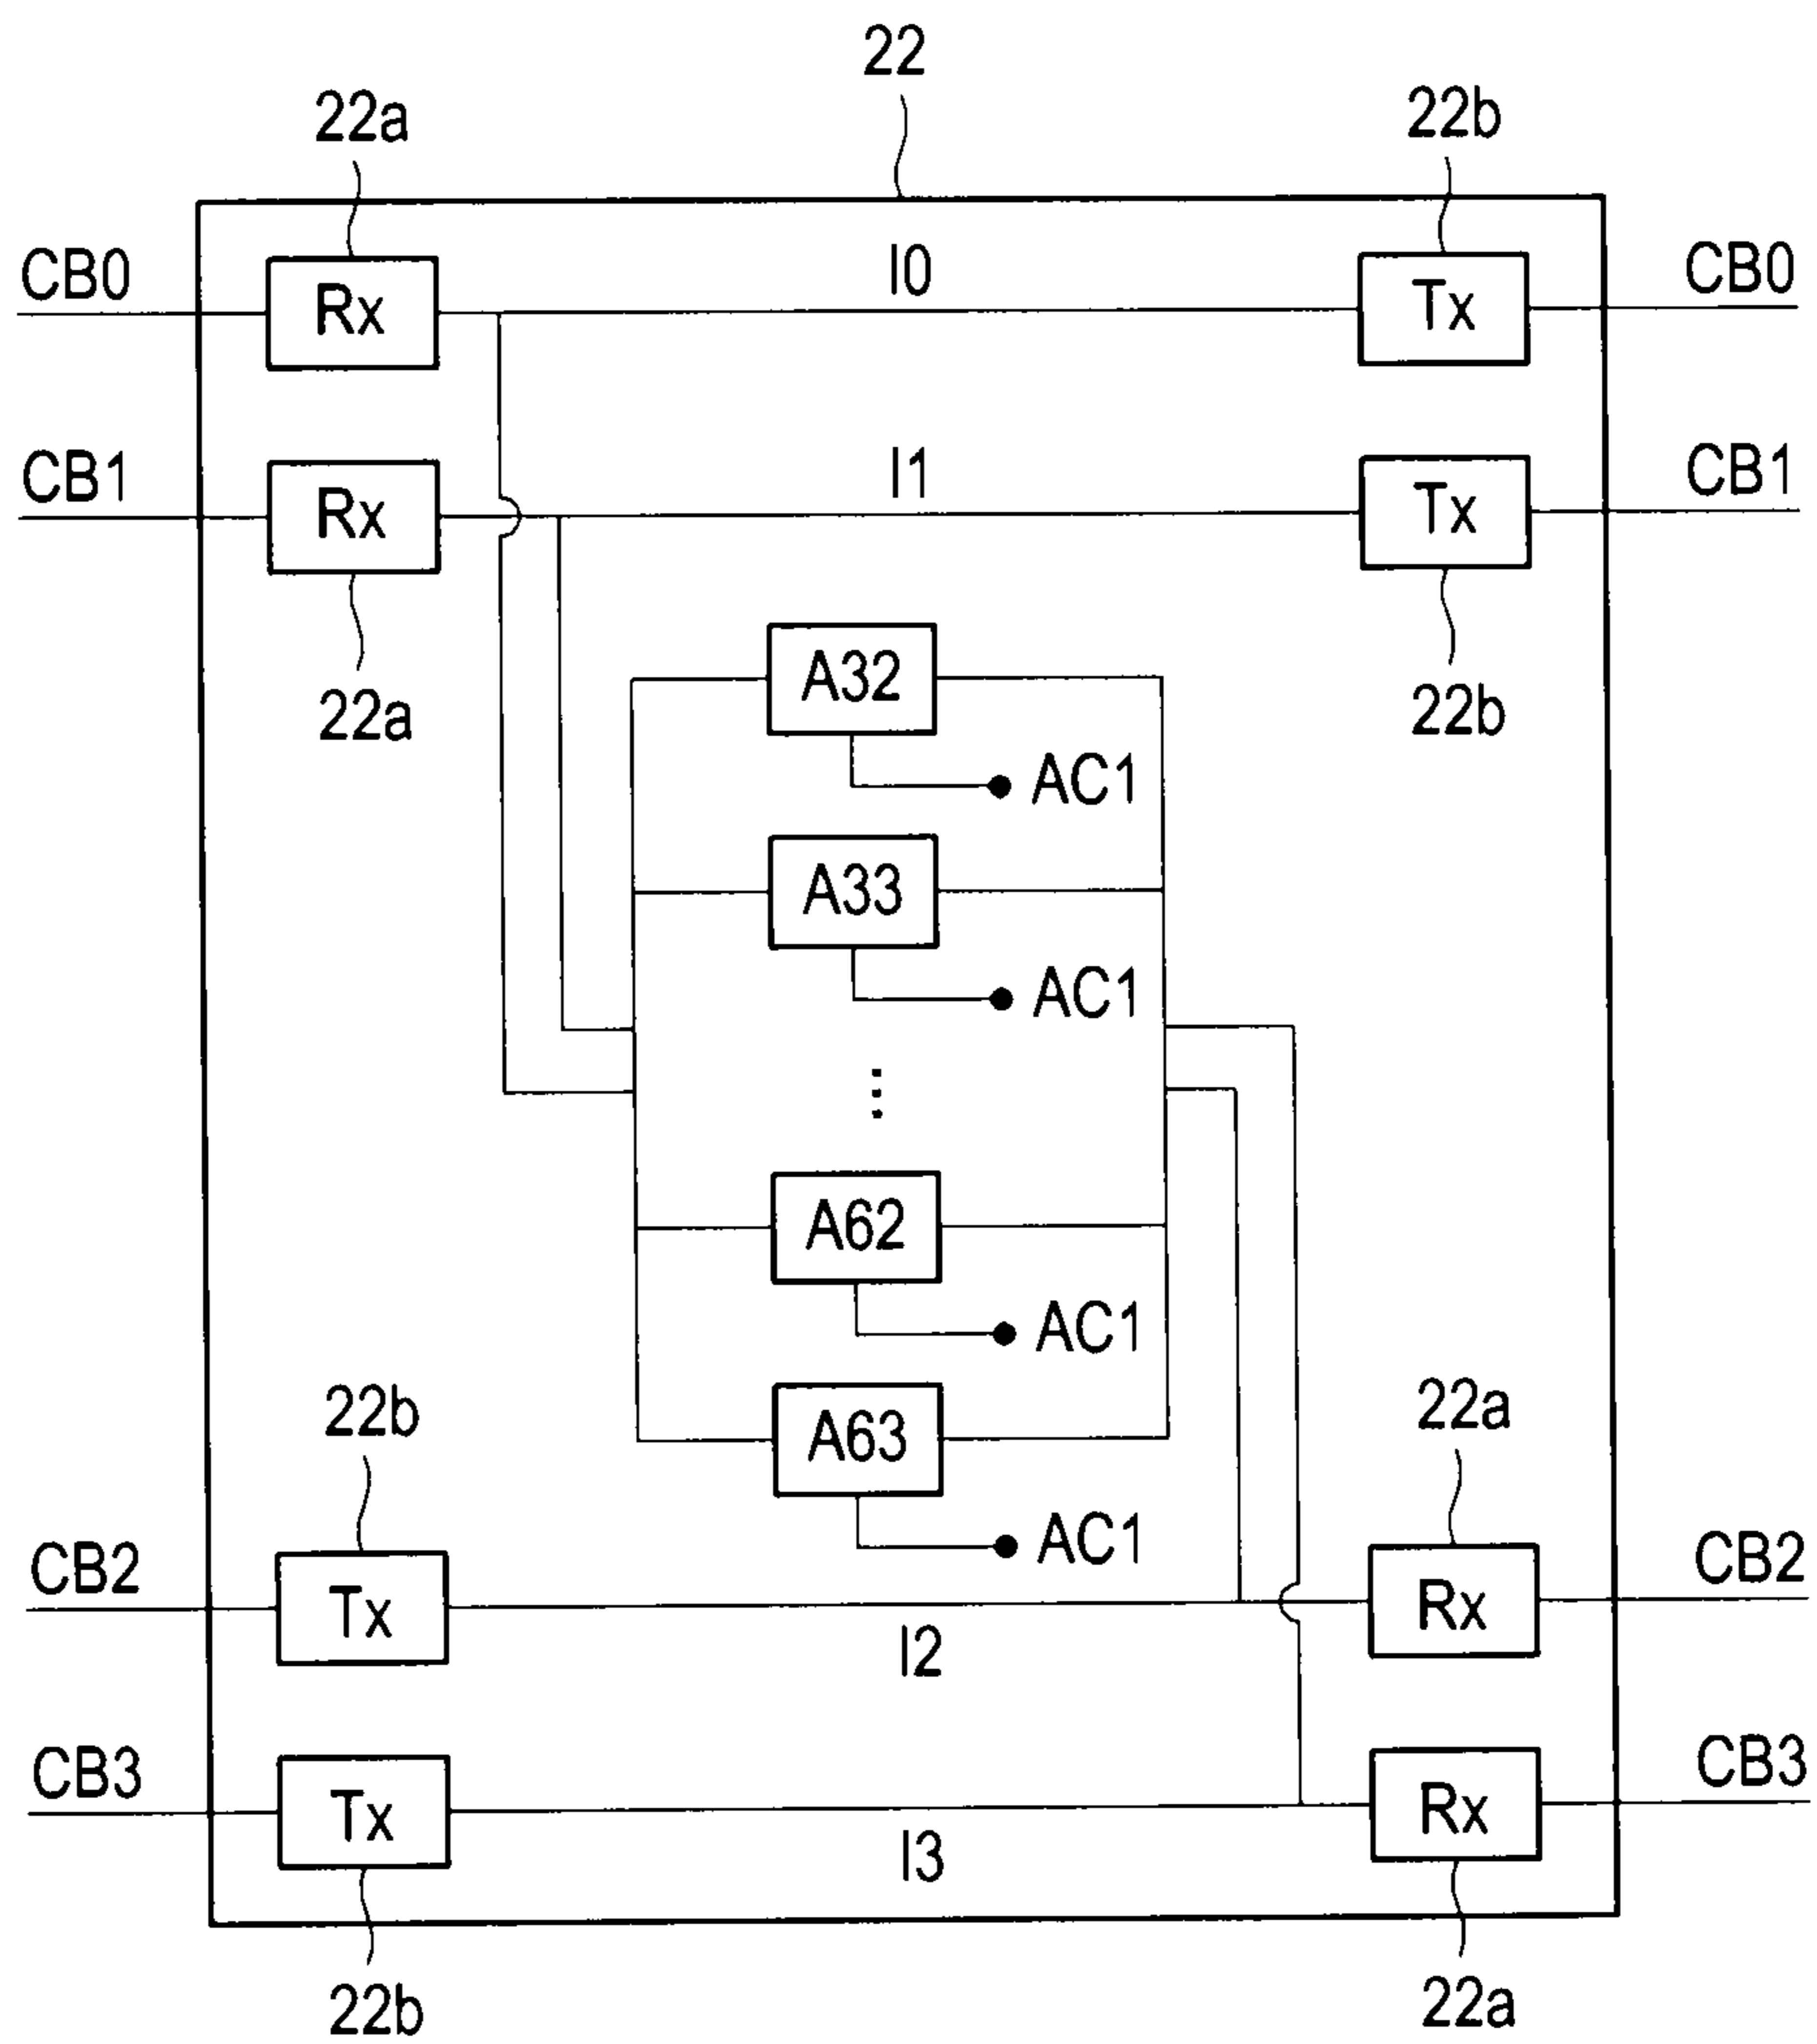 22
22a
22b
CB0
Rx
I0
Tx
CB0
CB1
Rx
I1
Tx
CB1
22a
22b
A32
AC1
A33
AC1
⋮
A62
AC1
A63
AC1
22b
22a
CB2
Tx
I2
Rx
CB2
CB3
Tx
I3
Rx
CB3
22b
22a